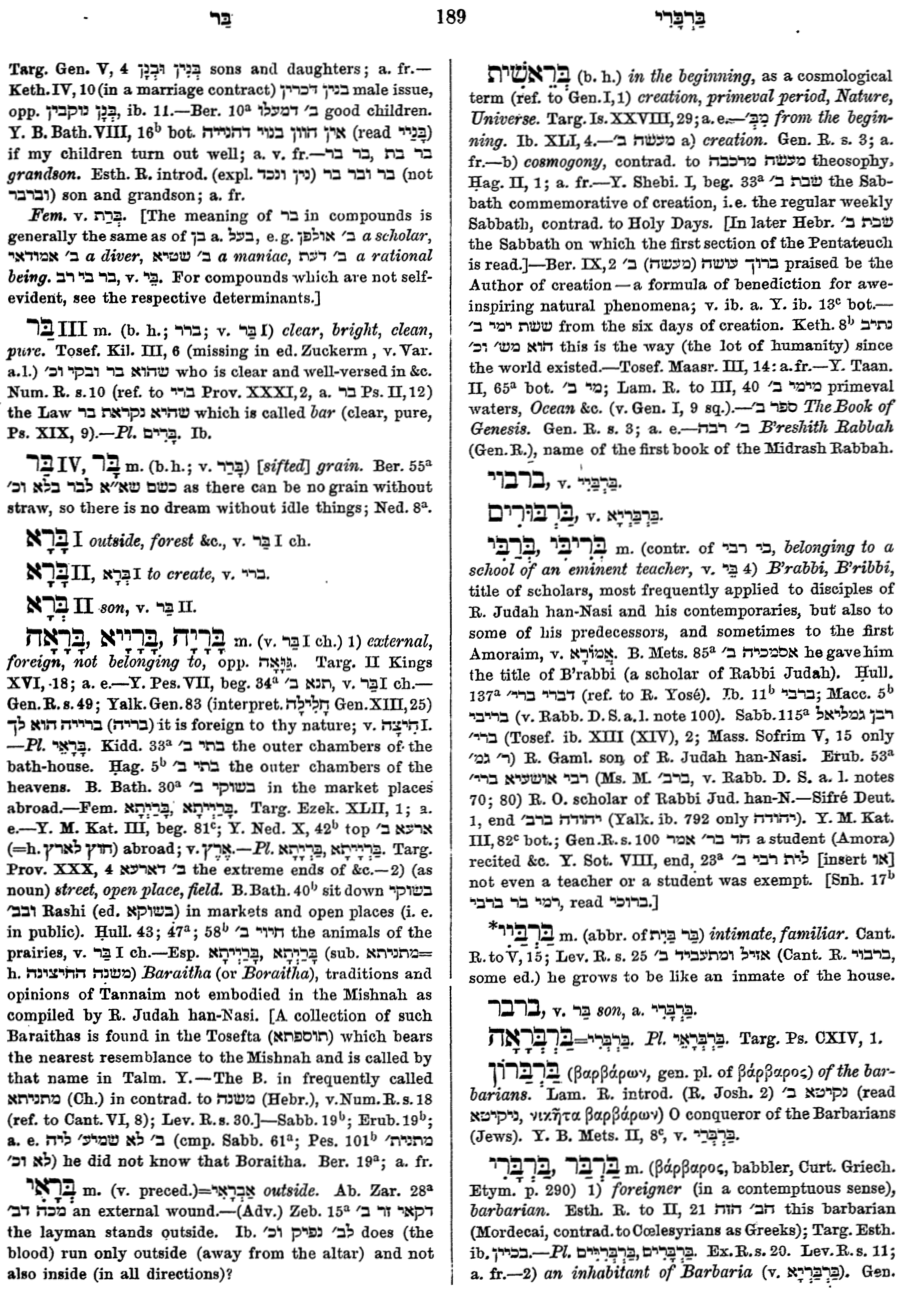 בַּר 189 בַּרְבָּרִי
Targ. Gen. V, 4 בְּנִין וּבְנָן sons and daughters; a. fr.—
Keth. IV, 10 (in a marriage contract) בנין דכרין male issue,
opp. בְּנָן נוקבין, ib. 11.—Ber. 10ᵃ ב׳ דמעלו good children.
Y. B. Bath. VIII, 16ᵇ bot. אין הוון בנוי דהנייה (read בְּנַיי)
if my children turn out well; a. v. fr.—בר בת, בר בר
grandson. Esth. R. introd. (expl. נין ונכד) בר ובר בר (not
וברבר) son and grandson; a. fr.
Fem. v. בְּרַת. [The meaning of בר in compounds is
generally the same as of בן a. בעל, e. g. ב׳ אולפן a scholar,
ב׳ אמודאי a diver, ב׳ שטיא a maniac, ב׳ דעת a rational
being. בר בי רב, v. בֵּי. For compounds which are not self-
evident, see the respective determinants.]
בַּר III m. (b. h.; ברר; v. בַּר I) clear, bright, clean,
pure. Tosef. Kil. III, 6 (missing in ed. Zuckerm , v. Var.
a. l.) שהוא בר ובקי וכ׳ who is clear and well-versed in &c.
Num. R. s. 10 (ref. to ברי Prov. XXXI, 2, a. בר Ps. II, 12)
the Law שהיא נקראת בר which is called bar (clear, pure,
Ps. XIX, 9).—Pl. בָּרִים. Ib.
בַּר IV, בָּר m. (b. h.; v. בָּרַר) [sifted] grain. Ber. 55ᵃ
כשם שא״א לבר בלא וכ׳ as there can be no grain without
straw, so there is no dream without idle things; Ned. 8ᵃ.
בָּרָא I outside, forest &c., v. בַּר I ch.
בָּרָא II, בְּרָא I to create, v. ברי.
בְּרָא II son, v. בַּר II.
בָּרָיה, בָּרָיא, בָּרָאָה m. (v. בַּר I ch.) 1) external,
foreign, not belonging to, opp. גַּוָּאָה. Targ. II Kings
XVI, 18; a. e.—Y. Pes. VII, beg. 34ᵃ תנא ב׳, v. בַּר I ch.—
Gen. R. s. 49; Yalk. Gen. 83 (interpret. חָלִילָה Gen. XIII, 25)
ברייה הוא לך (בריה) it is foreign to thy nature; v. חִיצָה I.
—Pl. בָּרָאֵי. Kidd. 33ᵃ בתי ב׳ the outer chambers of the
bath-house. Hag. 5ᵇ בתי ב׳ the outer chambers of the
heavens. B. Bath. 30ᵃ בשוקי ב׳ in the market places
abroad.—Fem. בָּרַיְיתָא, בָּרַיְתָא. Targ. Ezek. XLII, 1; a.
e.—Y. M. Kat. III, beg. 81ᶜ; Y. Ned. X, 42ᵇ top ארעא ב׳
(=h. חוץ לארץ) abroad; v. אֶרֶץ.—Pl. בָּרַיְיתָא, בָּרְיָתָא. Targ.
Prov. XXX, 4 ב׳ דארעא the extreme ends of &c.—2) (as
noun) street, open place, field. B. Bath. 40ᵇ sit down בשוקי
ובב׳ Rashi (ed. בשוקא) in markets and open places (i. e.
in public). Ḥull. 43; 47ᵃ; 58ᵇ חיוי ב׳ the animals of the
prairies, v. בַּר I ch.—Esp. בָּרַיְתָא, בָּרַיְיתָא (sub. מתניתא=
h. משנה החיצונה) Baraitha (or Boraitha), traditions and
opinions of Tannaim not embodied in the Mishnah as
compiled by R. Judah han-Nasi. [A collection of such
Baraithas is found in the Tosefta (תוספתא) which bears
the nearest resemblance to the Mishnah and is called by
that name in Talm. Y.—The B. in frequently called
מתניתא (Ch.) in contrad. to משנה (Hebr.), v. Num. R. s. 18
(ref. to Cant. VI, 8); Lev. R. s. 30.]—Sabb. 19ᵇ; Erub. 19ᵇ;
a. e. ב׳ לא שמיע׳ ליה (cmp. Sabb. 61ᵃ; Pes. 101ᵇ מתנית׳
לא וכ׳) he did not know that Boraitha. Ber. 19ᵃ; a. fr.
בְּרָאִי m. (v. preced.)=אַבְרָאֵי outside. Ab. Zar. 28ᵃ
מכה דב׳ an external wound.—(Adv.) Zeb. 15ᵃ דקאי זר ב׳
the layman stands outside. Ib. לב׳ נפיק וכ׳ does (the
blood) run only outside (away from the altar) and not
also inside (in all directions)?
בְּרֵאשִׁית (b. h.) in the beginning, as a cosmological
term (ref. to Gen. I, 1) creation, primeval period, Nature,
Universe. Targ. Is. XXVIII, 29; a. e.—מִבְּ׳ from the begin-
ning. Ib. XLI, 4.—מעשה ב׳ a) creation. Gen. R. s. 3; a.
fr.—b) cosmogony, contrad. to מעשה מרכבה theosophy,
Hag. II, 1; a. fr.—Y. Shebi. I, beg. 33ᵃ שבת ב׳ the Sab-
bath commemorative of creation, i. e. the regular weekly
Sabbath, contrad. to Holy Days. [In later Hebr. שבת ב׳
the Sabbath on which the first section of the Pentateuch
is read.]—Ber. IX, 2 ברוך עושה (מעשה) ב׳ praised be the
Author of creation—a formula of benediction for awe-
inspiring natural phenomena; v. ib. a. Y. ib. 13ᶜ bot.—
ששת ימי ב׳ from the six days of creation. Keth. 8ᵇ נתיב
הוא מש׳ וכ׳ this is the way (the lot of humanity) since
the world existed.—Tosef. Maasr. III, 14: a. fr.—Y. Taan.
II, 65ᵃ bot. מי ב׳; Lam. R. to III, 40 מימי ב׳ primeval
waters, Ocean &c. (v. Gen. I, 9 sq.).—ספר ב׳ The Book of
Genesis. Gen. R. s. 3; a. e.—ב׳ רבה B'reshith Rabbah
(Gen. R.), name of the first book of the Midrash Rabbah.
ברבוי, v. בַּרְבַּיי.
בַּרְבּוּרִים, v. בַּרְבַּרְיָא.
בְּרִיבִּי, בְּרַבִּי m. (contr. of בי רבי, belonging to a
school of an eminent teacher, v. בֵּי 4) B'rabbi, B'ribbi,
title of scholars, most frequently applied to disciples of
R. Judah han-Nasi and his contemporaries, but also to
some of his predecessors, and sometimes to the first
Amoraim, v. אֲמוֹרָא. B. Mets. 85ᵃ אסמכיה ב׳ he gave him
the title of B'rabbi (a scholar of Rabbi Judah). Ḥull.
137ᵃ דברי ברי׳ (ref. to R. Yosé). Ib. 11ᵇ ברבי; Macc. 5ᵇ
בריבי (v. Rabb. D. S. a. l. note 100). Sabb. 115ᵃ רבן גמליאל
ברי׳ (Tosef. ib. XIII (XIV), 2; Mass. Sofrim V, 15 only
ר׳ גמ׳) R. Gaml. son of R. Judah han-Nasi. Erub. 53ᵃ
רבי אושעיא ברי׳ (Ms. M. ברב׳, v. Rabb. D. S. a. l. notes
70; 80) R. O. scholar of Rabbi Jud. han-N.—Sifré Deut.
1, end יהודה ברב׳ (Yalk. ib. 792 only יהודה). Y. M. Kat.
III, 82ᶜ bot.; Gen. R. s. 100 חד בר׳ אמר a student (Amora)
recited &c. Y. Sot. VIII, end, 23ᵃ לית רבי ב׳ [insert או]
not even a teacher or a student was exempt. [Snh. 17ᵇ
רמי בר ברבי, read ברוכי.]
*בַּרְבַּיי m. (abbr. of בַּר בַּיִת) intimate, familiar. Cant.
R. to V, 15; Lev. R. s. 25 אזיל ומתעביד ב׳ (Cant. R. ברבוי,
some ed.) he grows to be like an inmate of the house.
ברבר, v. בַּר son, a. בַּרְבָּרִי.
בַּרְבְּרָאָה=בַּרְבָּרִי. Pl. בַּרְבְּרָאֵי. Targ. Ps. CXIV, 1.
בַּרְבָּרוֹן (βαρβάρων, gen. pl. of βάρβαρος) of the bar-
barians. Lam. R. introd. (R. Josh. 2) נקיטא ב׳ (read
ניקיטא, νικῆτα βαρβάρων) O conqueror of the Barbarians
(Jews). Y. B. Mets. II, 8ᶜ, v. בַּרְבָּרִי.
בַּרְבַּר, בַּרְבָּרִי m. (βάρβαρος, babbler, Curt. Griech.
Etym. p. 290) 1) foreigner (in a contemptuous sense),
barbarian. Esth. R. to II, 21 חב׳ הזה this barbarian
(Mordecai, contrad. to Cœlesyrians as Greeks); Targ. Esth.
ib. בכיין.—Pl. בַּרְבָּרִים, בַּרְבָּרִיִּים. Ex. R. s. 20. Lev. R. s. 11;
a. fr.—2) an inhabitant of Barbaria (v. בַּרְבַּרְיָא). Gen.